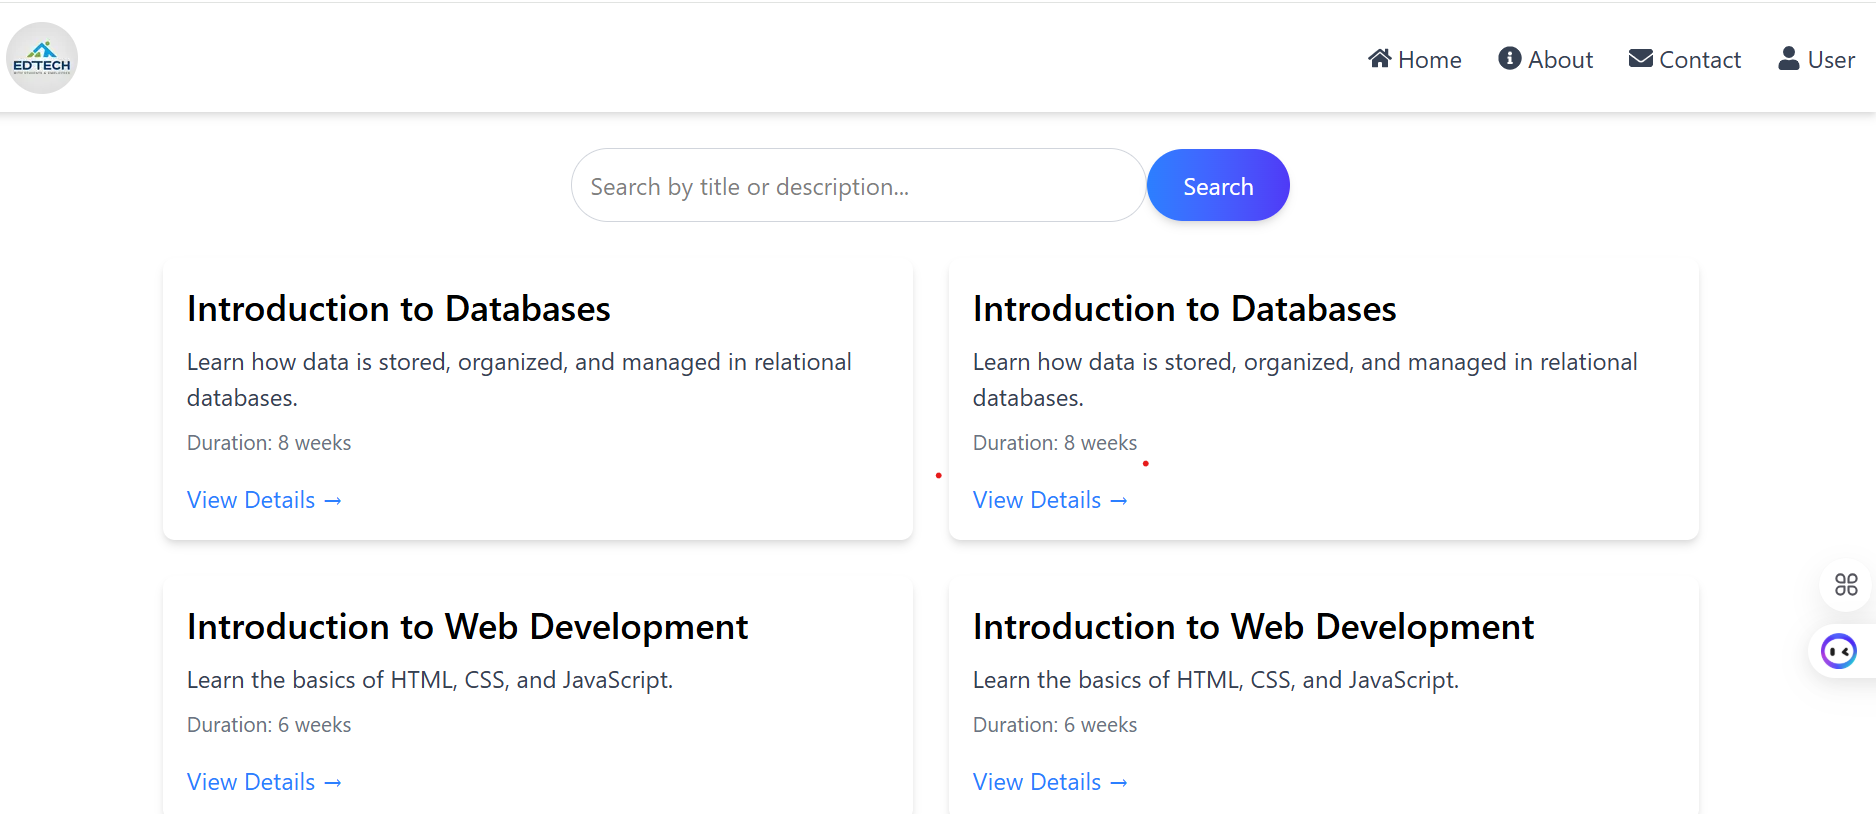 EDTECH
Home
About
Contact
User
Search by title or description...
Search
Introduction to Databases
Learn how data is stored, organized, and managed in relational
databases.
Duration: 8 weeks
View Details →
Introduction to Databases
Learn how data is stored, organized, and managed in relational
databases.
Duration: 8 weeks
View Details →
Introduction to Web Development
Learn the basics of HTML, CSS, and JavaScript.
Duration: 6 weeks
View Details →
Introduction to Web Development
Learn the basics of HTML, CSS, and JavaScript.
Duration: 6 weeks
View Details →